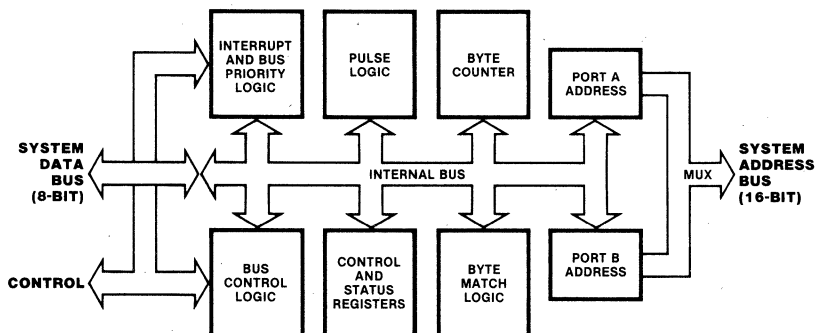 INTERRUPT
AND BUS
PRIORITY
LOGIC
PULSE
LOGIC
BYTE
COUNTER
PORT A
ADDRESS
SYSTEM
DATA
BUS
(8-BIT)
INTERNAL BUS
MUX
SYSTEM
ADDRESS
BUS
(16-BIT)
CONTROL
BUS
CONTROL
LOGIC
CONTROL
AND
STATUS
REGISTERS
BYTE
MATCH
LOGIC
PORT B
ADDRESS